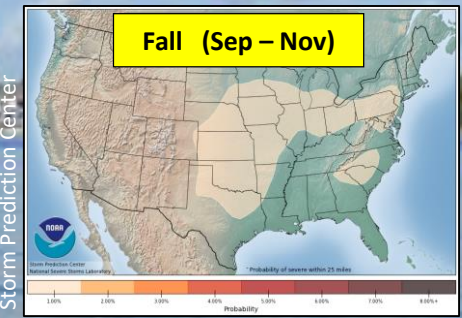 Fall (Sep – Nov)
Storm Prediction Center
NOAA
Storm Prediction Center
National Severe Storms Laboratory
* Probability of severe within 25 miles
1.00% 2.00% 3.00% 4.00% 5.00% 6.00% 7.00% 8.00%+
Probability